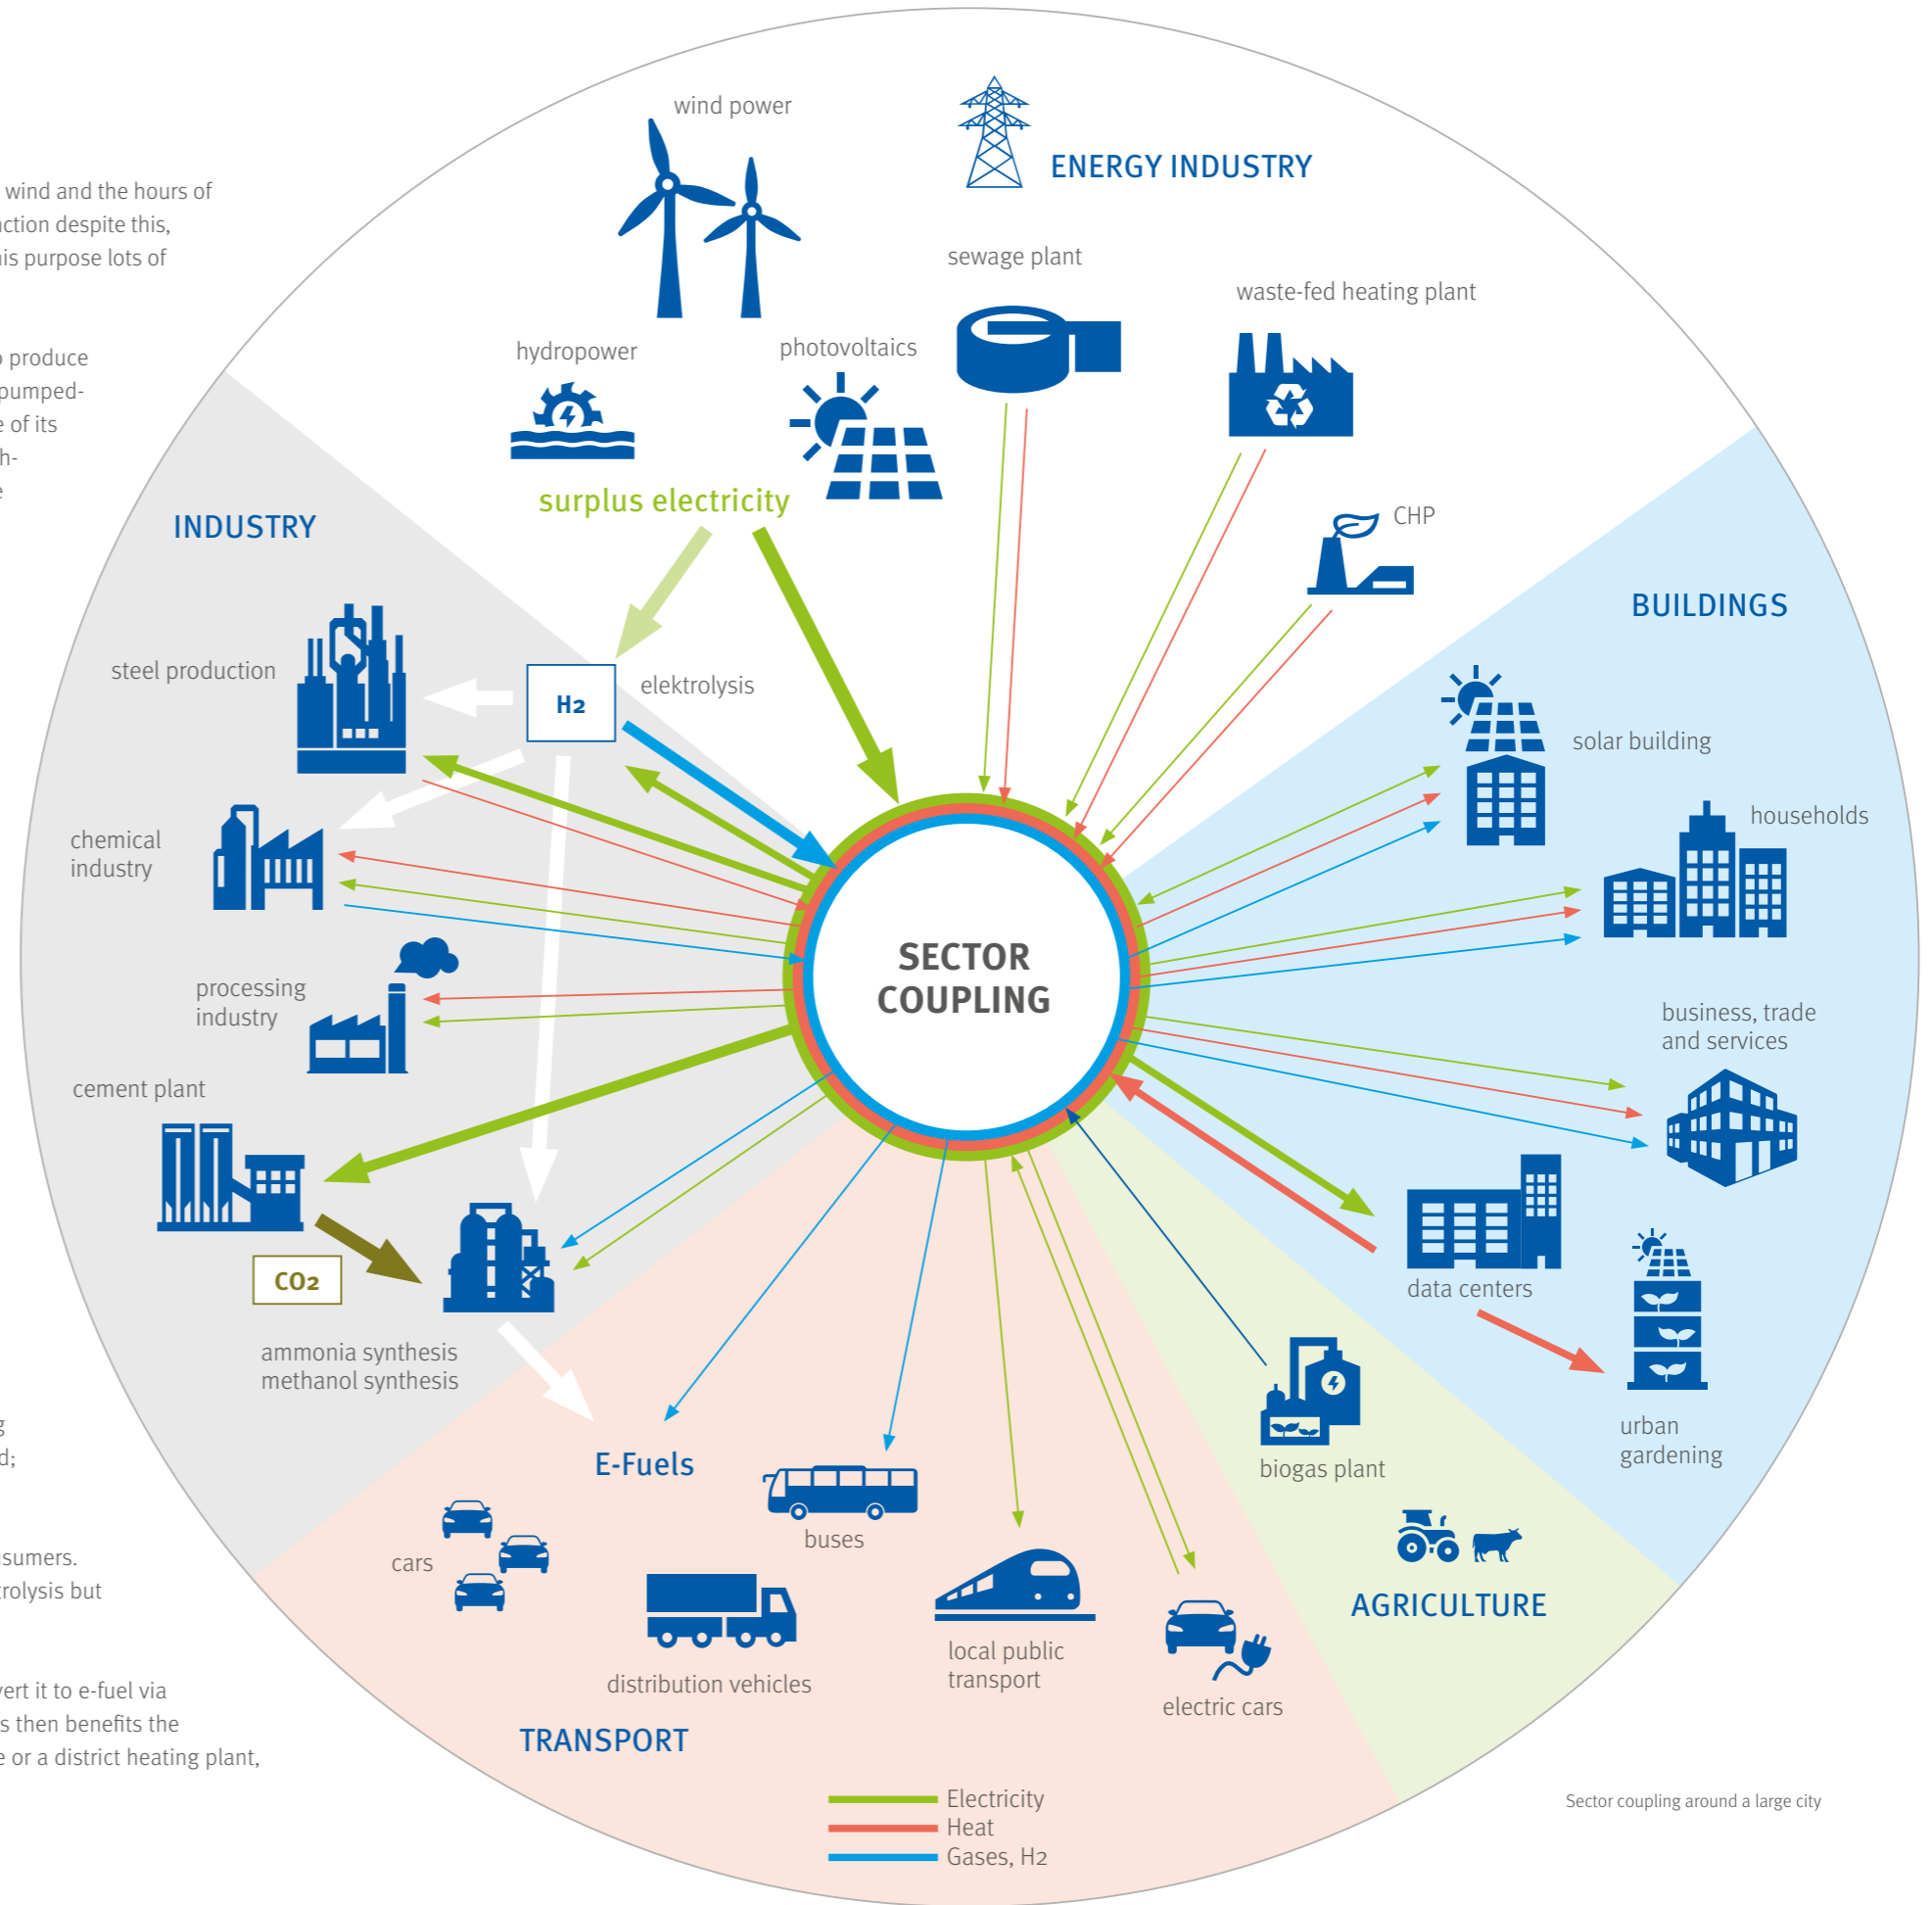 wind and the hours of
action despite this,
his purpose lots of
o produce
pumped-
e of its
h-
e
g
d;
nsumers.
trolysis but
vert it to e-fuel via
s then benefits the
e or a district heating plant,
wind power
ENERGY INDUSTRY
sewage plant
waste-fed heating plant
hydropower
photovoltaics
surplus electricity
CHP
INDUSTRY
steel production
H2
elektrolysis
chemical
industry
processing
industry
cement plant
CO2
ammonia synthesis
methanol synthesis
SECTOR
COUPLING
BUILDINGS
solar building
households
business, trade
and services
data centers
urban
gardening
biogas plant
AGRICULTURE
E-Fuels
buses
cars
distribution vehicles
local public
transport
electric cars
TRANSPORT
Electricity
Heat
Gases, H2
Sector coupling around a large city